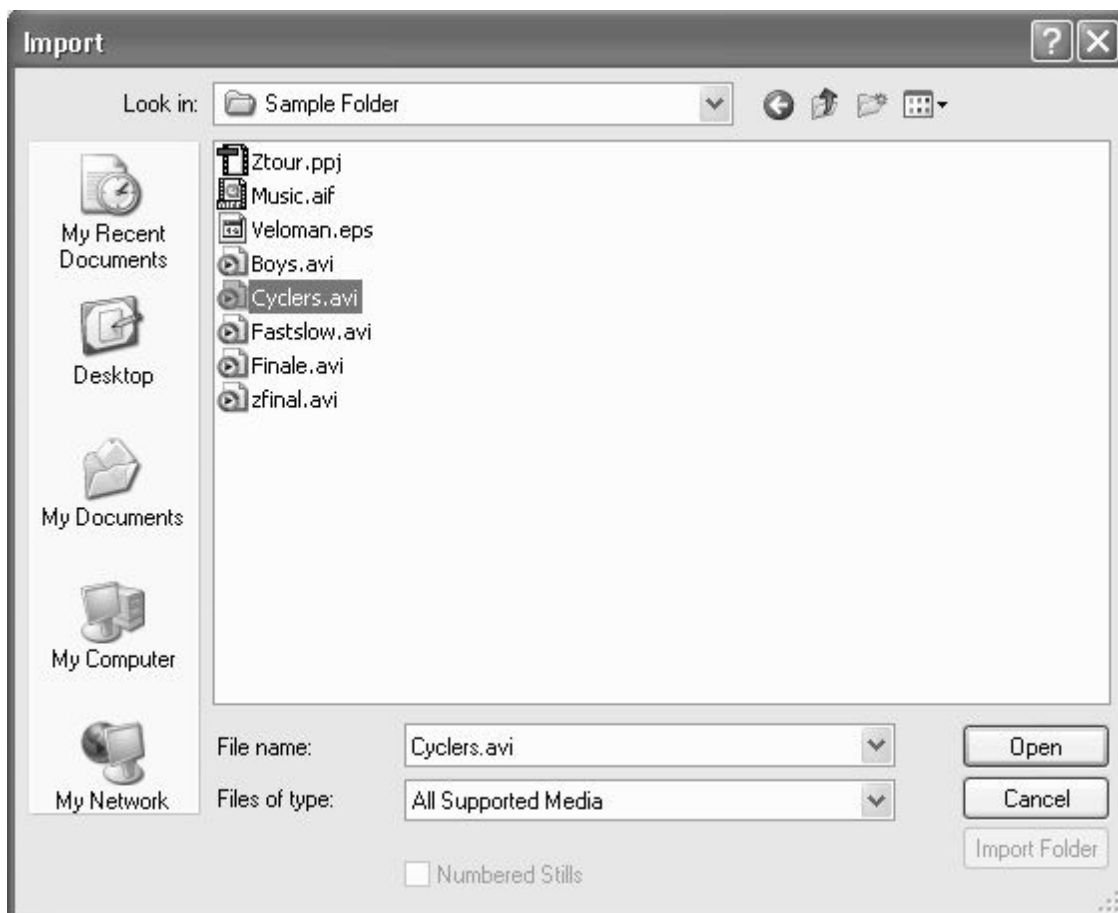 Import
Look in:
Sample Folder
My Recent
Documents
Desktop
My Documents
My Computer
My Network
Ztour.ppj
Music.aif
Veloman.eps
Boys.avi
Cyclers.avi
Fastslow.avi
Finale.avi
zfinal.avi
File name:
Cyclers.avi
Open
Files of type:
All Supported Media
Cancel
Import Folder
Numbered Stills